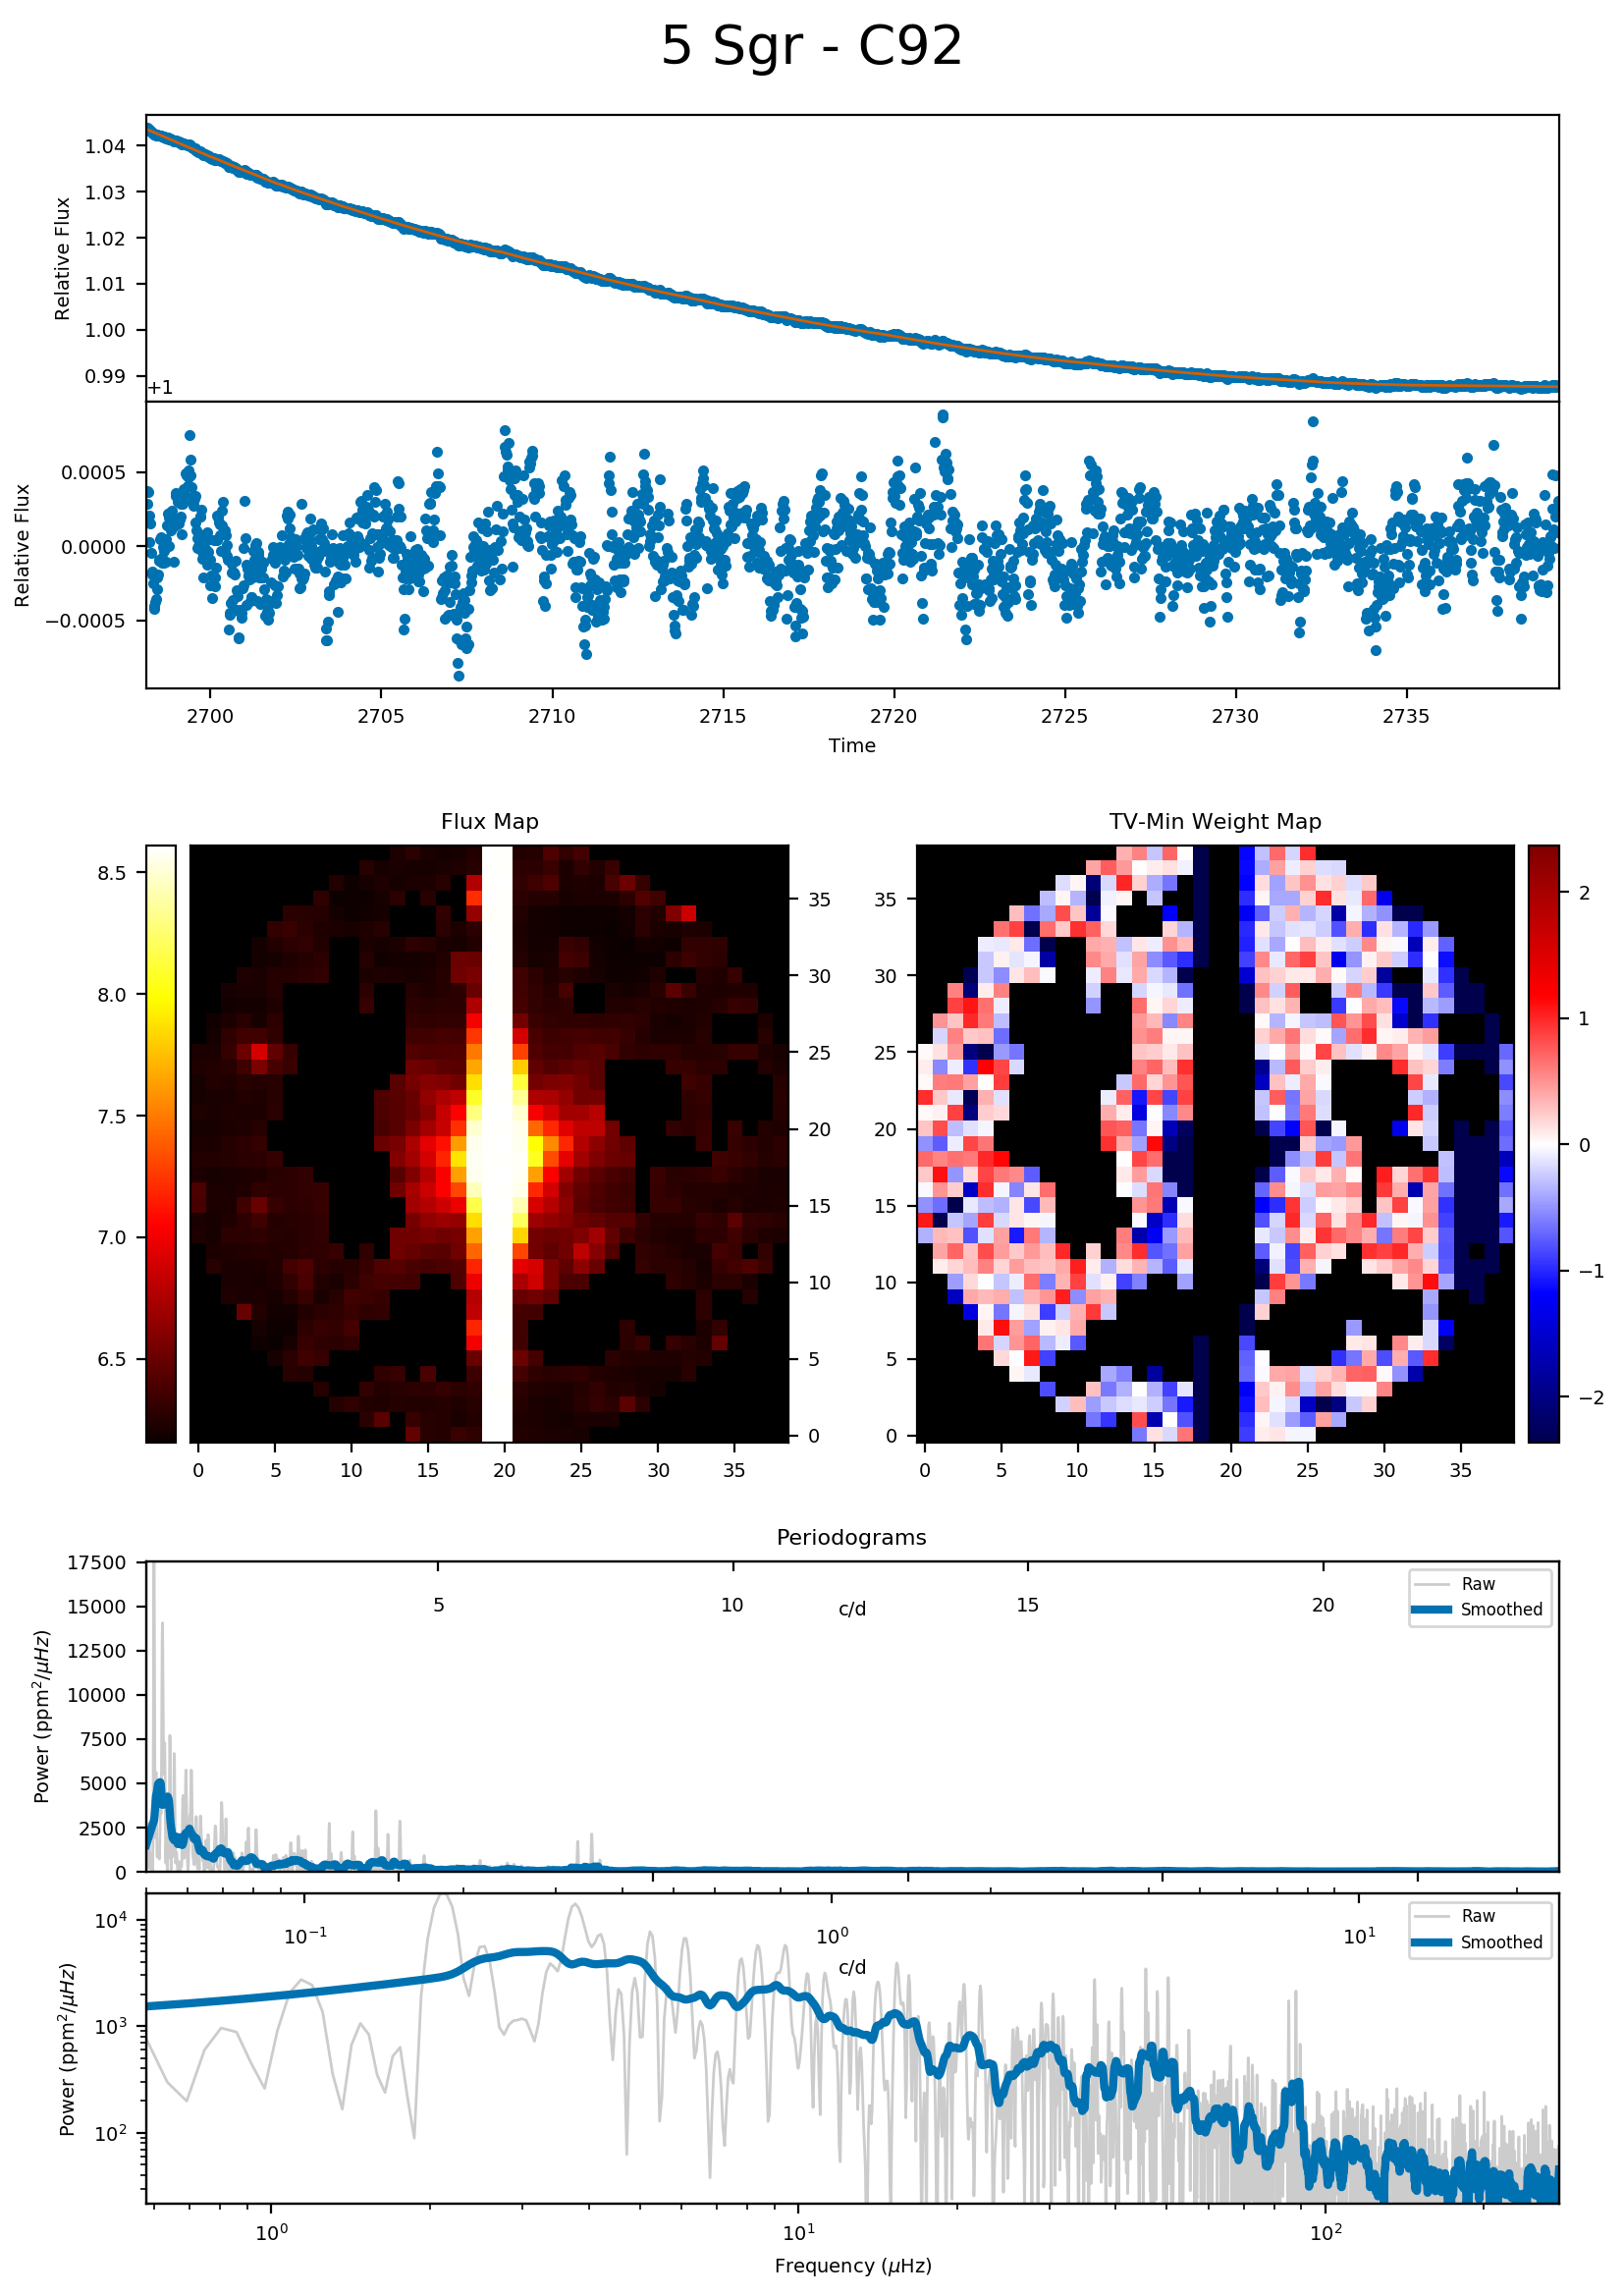 5 Sgr - C92
1.04
1.03
1.02
1.01
1.00
0.99
Relative Flux
+1
0.0005
0.0000
−0.0005
Relative Flux
2700 2705 2710 2715 2720 2725 2730 2735
Time
Flux Map
8.5
8.0
7.5
7.0
6.5
35
30
25
20
15
10
5
0
0 5 10 15 20 25 30 35
TV-Min Weight Map
35
30
25
20
15
10
5
0
0 5 10 15 20 25 30 35
2
1
0
−1
−2
Periodograms
17500
15000
12500
10000
7500
5000
2500
0
Power (ppm²/μHz)
5 10 15 20
c/d
Raw
Smoothed
10⁴
10³
10²
Power (ppm²/μHz)
10⁻¹ 10⁰ 10¹
c/d
Raw
Smoothed
10⁰ 10¹ 10²
Frequency (μHz)